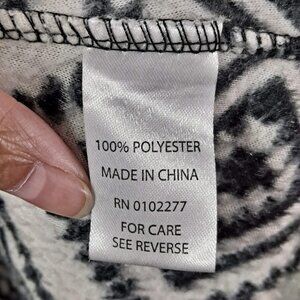 100% POLYESTER
MADE IN CHINA
RN 0102277
FOR CARE
SEE REVERSE